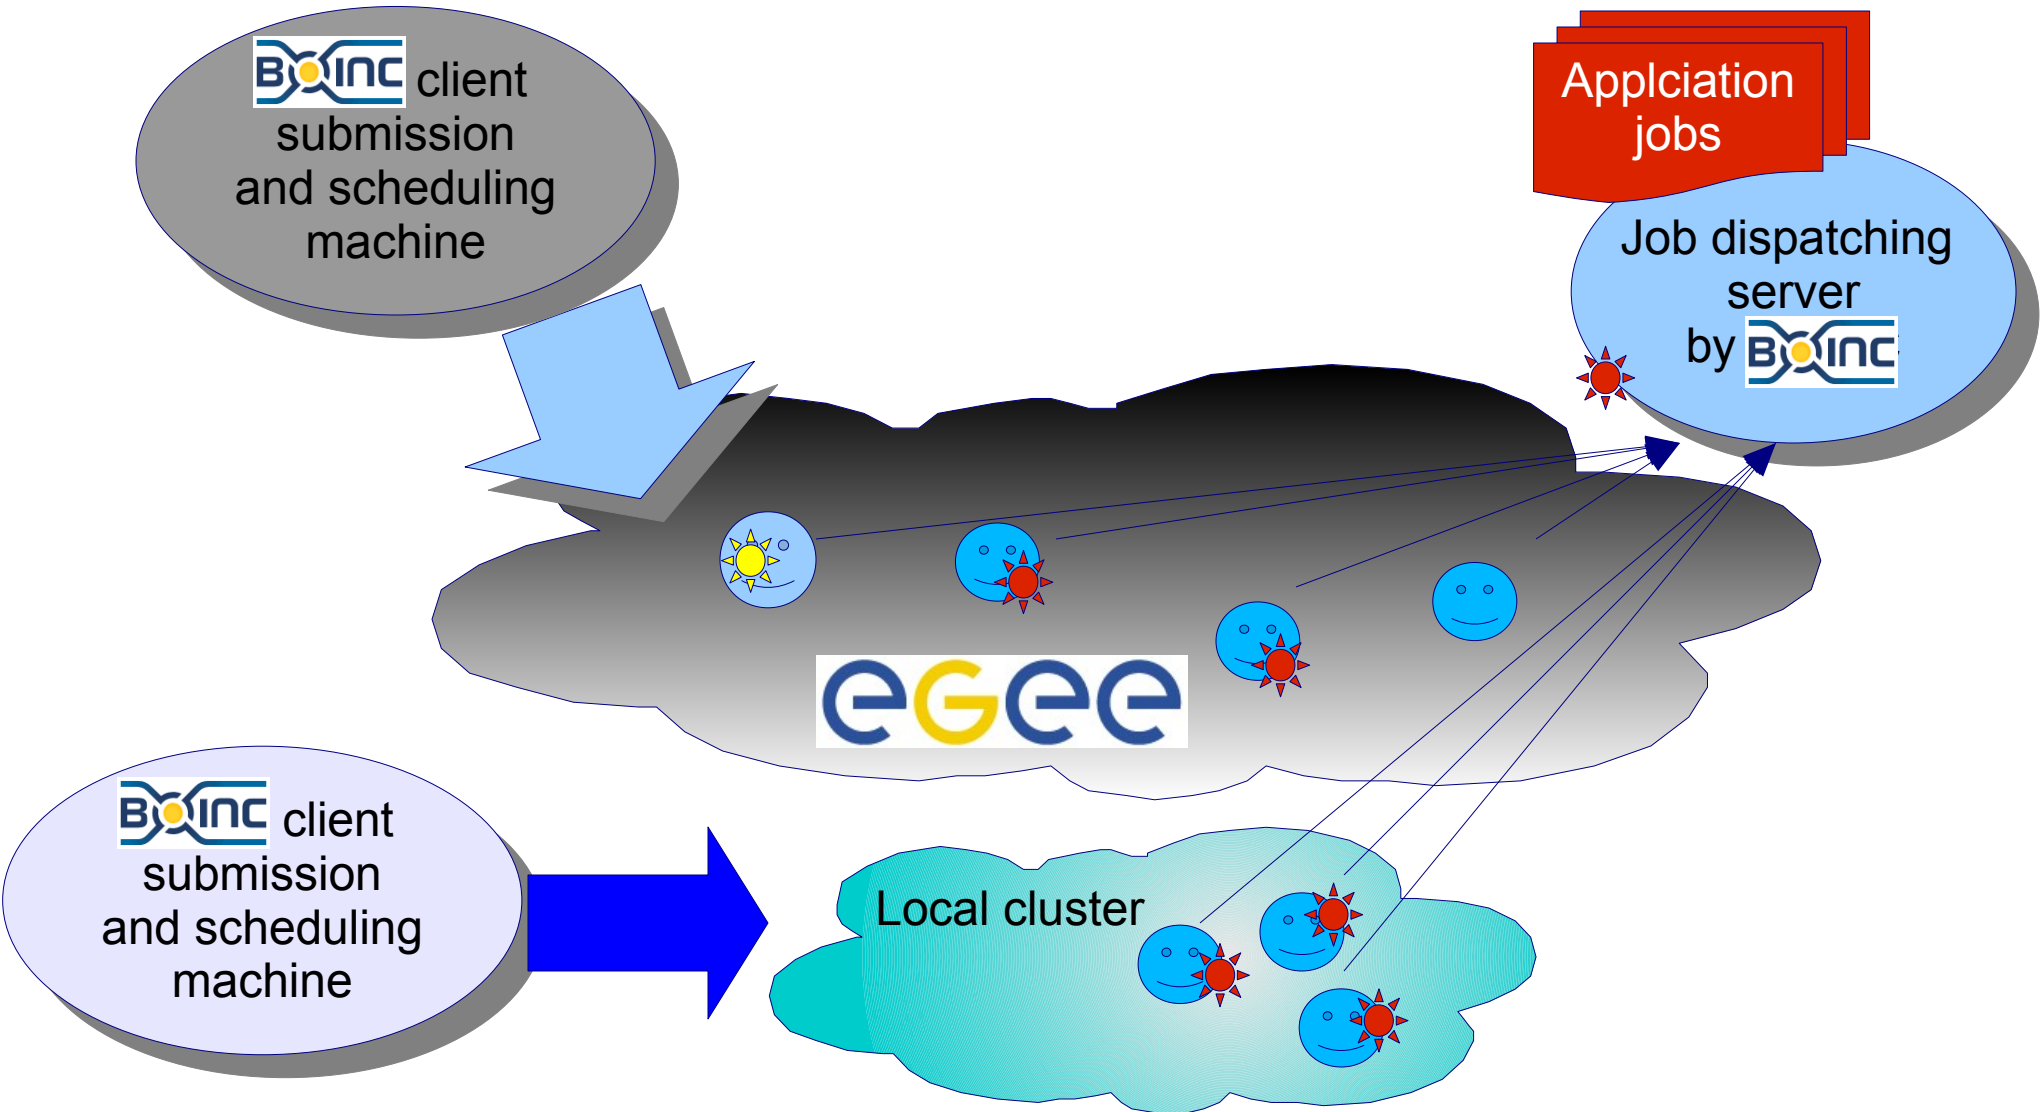 BOINC client
submission
and scheduling
machine
Applciation
jobs
Job dispatching
server
by BOINC
eGee
BOINC client
submission
and scheduling
machine
Local cluster